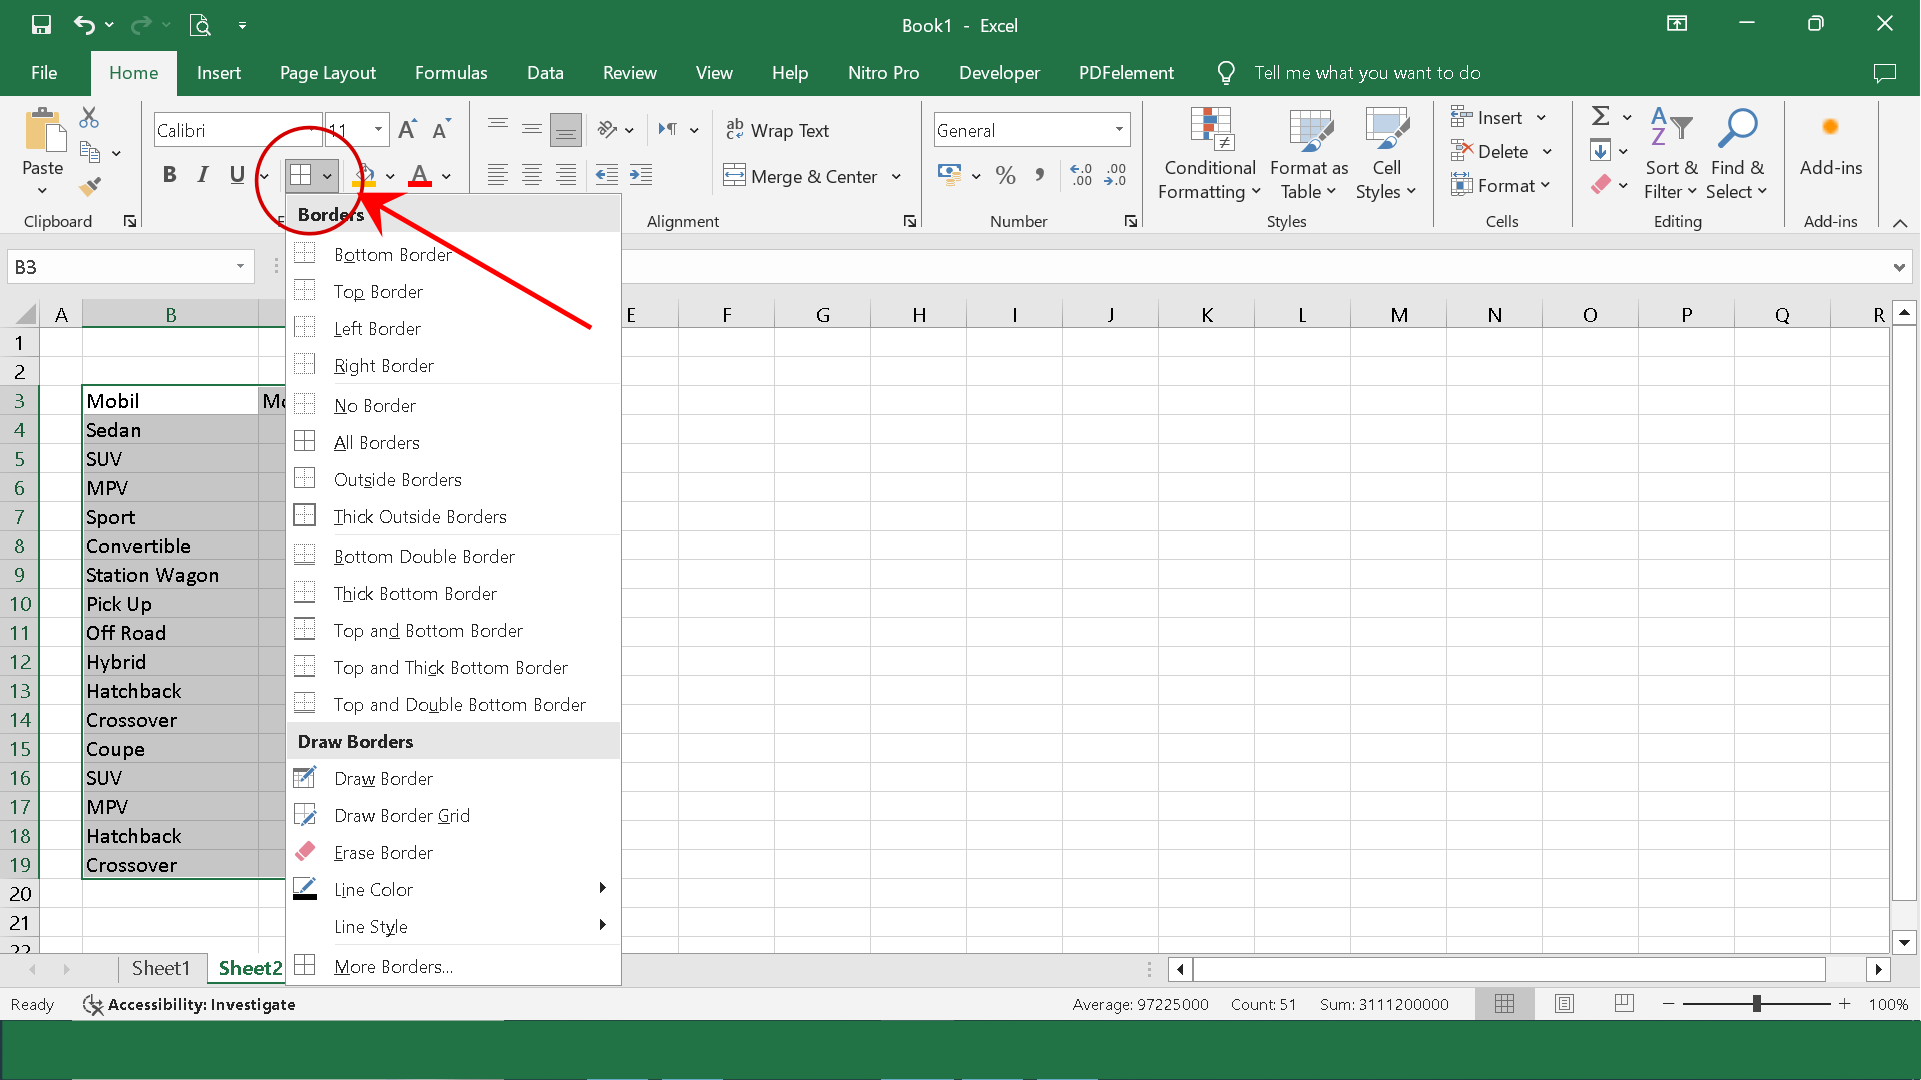 Book1 - Excel
File Home Insert Page Layout Formulas Data Review View Help Nitro Pro Developer PDFelement Tell me what you want to do
Paste
Clipboard
Calibri 11
B I U A
ab Wrap Text
Merge & Center
Alignment
General
% , .00
Number
Conditional Formatting
Format as Table
Cell Styles
Styles
Insert
Delete
Format
Cells
Sort & Filter
Find & Select
Editing
Add-ins
Add-ins
B3
A B E F G H I J K L M N O P Q R
1
2
3 Mobil
4 Sedan
5 SUV
6 MPV
7 Sport
8 Convertible
9 Station Wagon
10 Pick Up
11 Off Road
12 Hybrid
13 Hatchback
14 Crossover
15 Coupe
16 SUV
17 MPV
18 Hatchback
19 Crossover
20
21
22
Borders
Bottom Border
Top Border
Left Border
Right Border
No Border
All Borders
Outside Borders
Thick Outside Borders
Bottom Double Border
Thick Bottom Border
Top and Bottom Border
Top and Thick Bottom Border
Top and Double Bottom Border
Draw Borders
Draw Border
Draw Border Grid
Erase Border
Line Color
Line Style
More Borders...
Sheet1 Sheet2
Ready Accessibility: Investigate Average: 97225000 Count: 51 Sum: 3111200000 100%